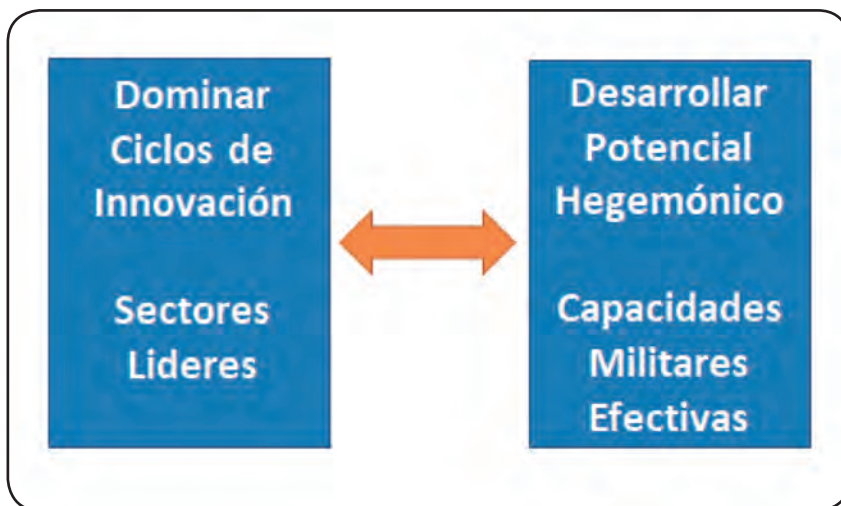 Dominar
Ciclos de
Innovación
Sectores
Lideres
Desarrollar
Potencial
Hegemónico
Capacidades
Militares
Efectivas